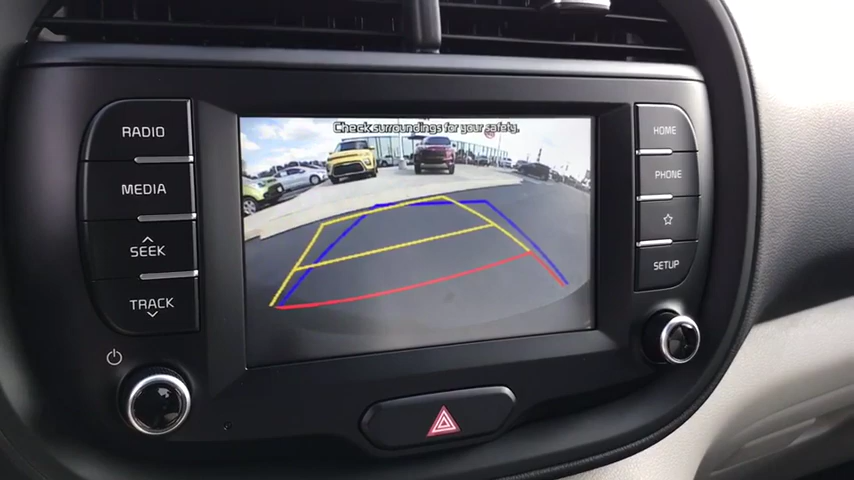 Check surroundings for your safety.
RADIO
MEDIA
SEEK
TRACK
HOME
PHONE
SETUP